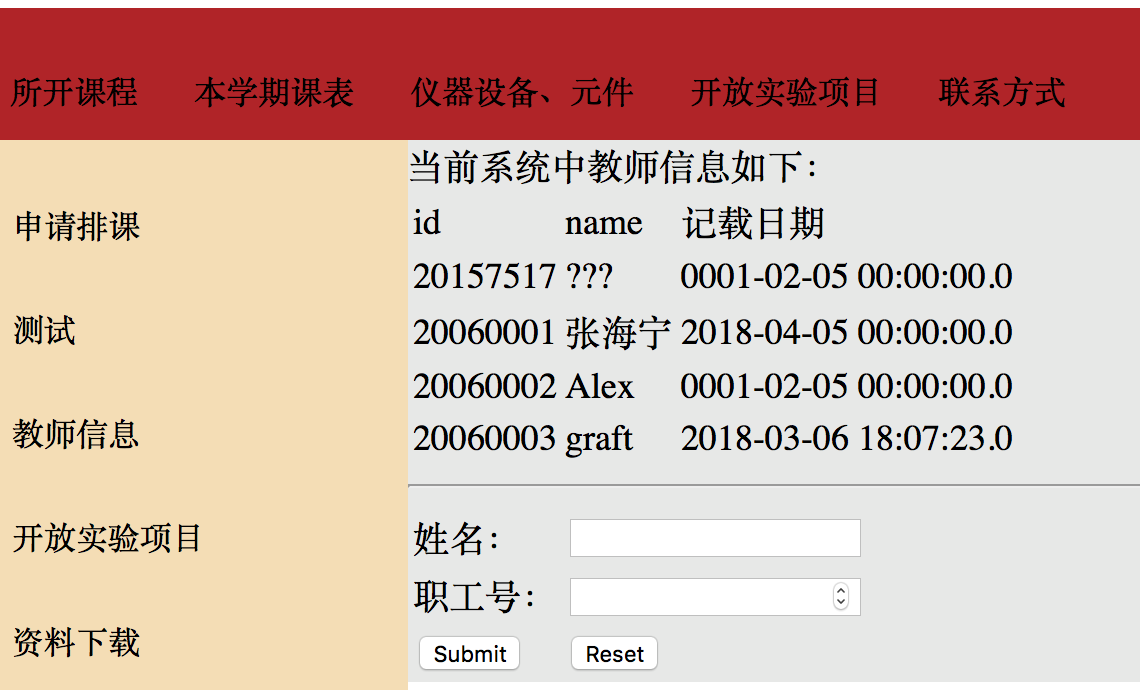 所开课程 本学期课表 仪器设备、元件 开放实验项目 联系方式
申请排课
测试
教师信息
开放实验项目
资料下载
当前系统中教师信息如下：
id name 记载日期
20157517 ??? 0001-02-05 00:00:00.0
20060001 张海宁 2018-04-05 00:00:00.0
20060002 Alex 0001-02-05 00:00:00.0
20060003 graft 2018-03-06 18:07:23.0
姓名：
职工号：
Submit Reset